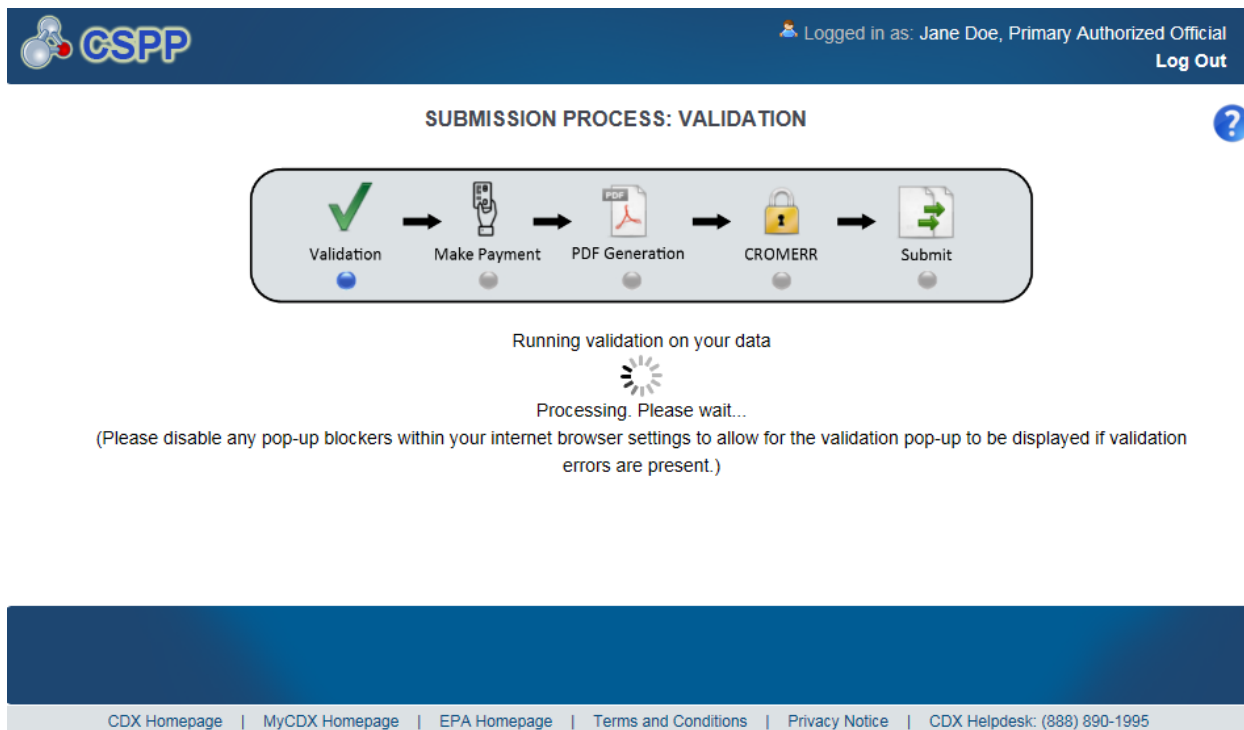 CSPP
Logged in as: Jane Doe, Primary Authorized Official
Log Out
SUBMISSION PROCESS: VALIDATION
?
PDF
Validation
Make Payment
PDF Generation
CROMERR
Submit
Running validation on your data
Processing. Please wait...
(Please disable any pop-up blockers within your internet browser settings to allow for the validation pop-up to be displayed if validation
errors are present.)
CDX Homepage | MyCDX Homepage | EPA Homepage | Terms and Conditions | Privacy Notice | CDX Helpdesk: (888) 890-1995